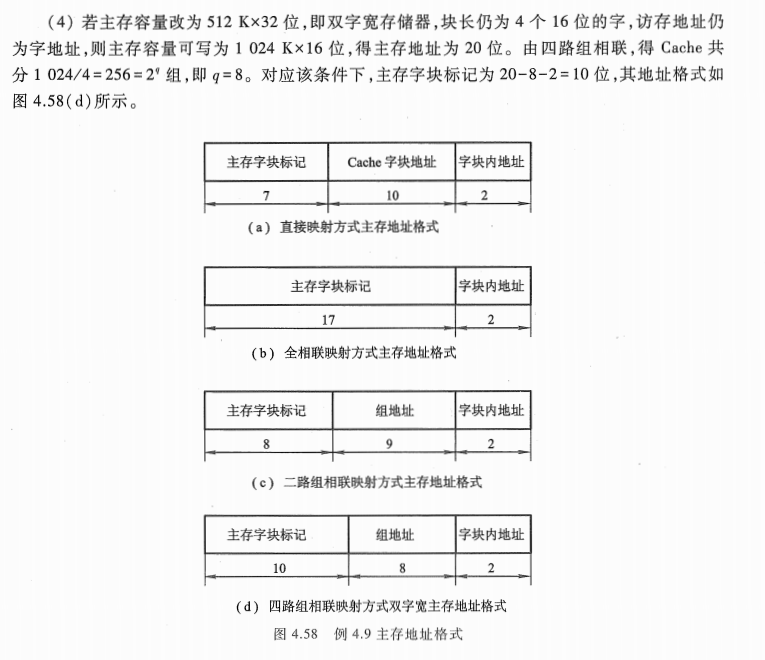 (4) 若主存容量改为 512 K×32 位,即双字宽存储器,块长仍为 4 个 16 位的字,访存地址仍
为字地址,则主存容量可写为 1 024 K×16 位,得主存地址为 20 位。由四路组相联,得 Cache 共
分 1 024/4=256=2^q 组,即 q=8。对应该条件下,主存字块标记为 20-8-2=10 位,其地址格式如
图 4.58(d)所示。
主存字块标记 Cache 字块地址 字块内地址
7 10 2
(a) 直接映射方式主存地址格式
主存字块标记 字块内地址
17 2
(b) 全相联映射方式主存地址格式
主存字块标记 组地址 字块内地址
8 9 2
(c) 二路组相联映射方式主存地址格式
主存字块标记 组地址 字块内地址
10 8 2
(d) 四路组相联映射方式双字宽主存地址格式
图 4.58 例 4.9 主存地址格式